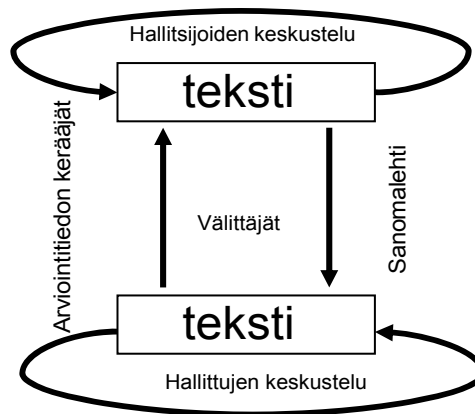 Hallitsijoiden keskustelu
teksti
Arviointitiedon kerääjät
Välittäjät
Sanomalehti
teksti
Hallittujen keskustelu